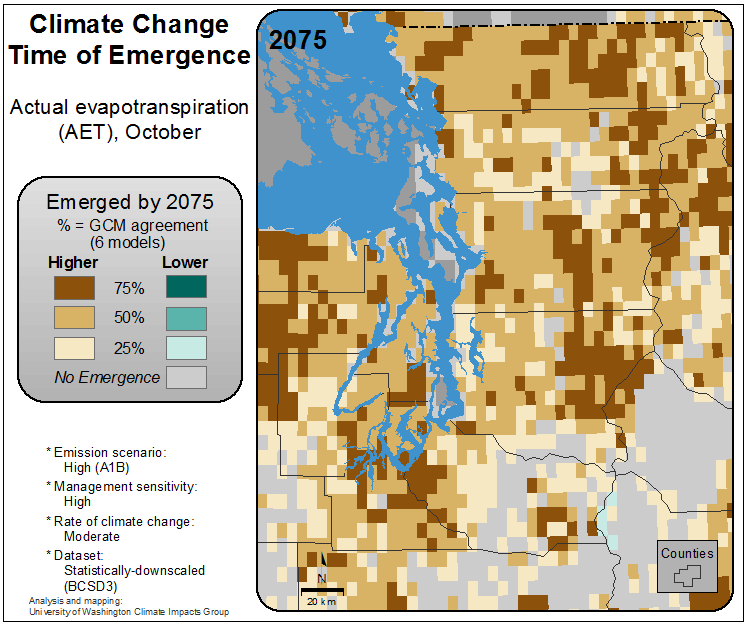 Climate Change
Time of Emergence
Actual evapotranspiration
(AET), October
Emerged by 2075
% = GCM agreement
(6 models)
Higher Lower
75%
50%
25%
No Emergence
* Emission scenario:
High (A1B)
* Management sensitivity:
High
* Rate of climate change:
Moderate
* Dataset:
Statistically-downscaled
(BCSD3)
Analysis and mapping:
University of Washington Climate Impacts Group
2075
N
20 km
Counties